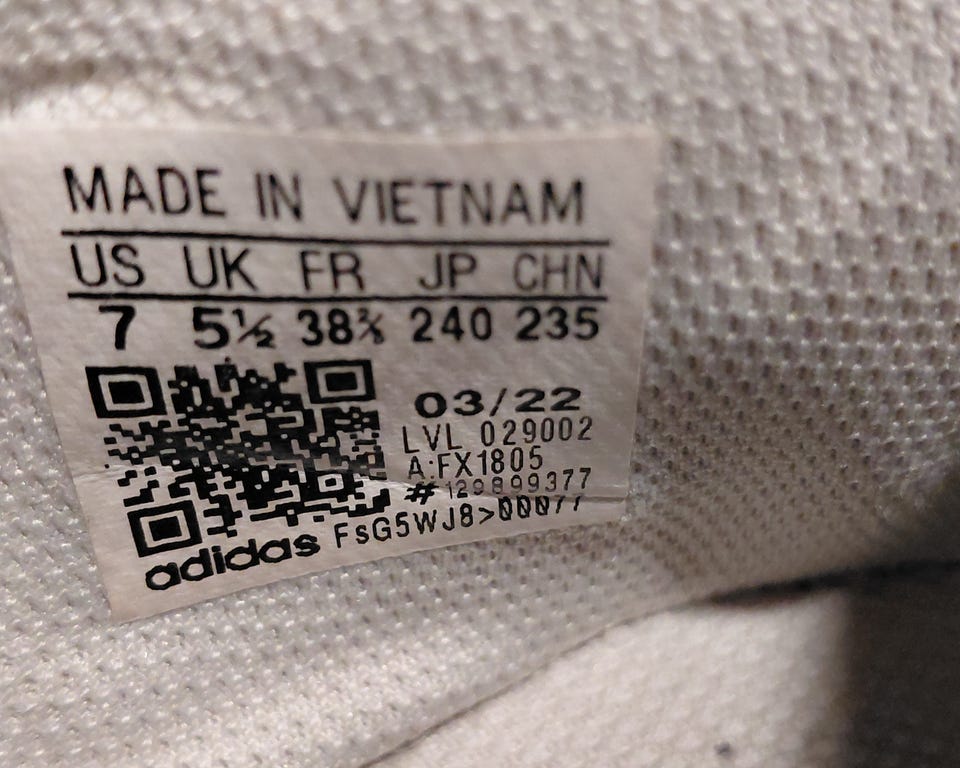 MADE IN VIETNAM
US UK FR JP CHN
7 5½ 38⅔ 240 235
03/22
LVL 029002
A:FX1805
# 129899377
adidas FsG5WJ8>00077